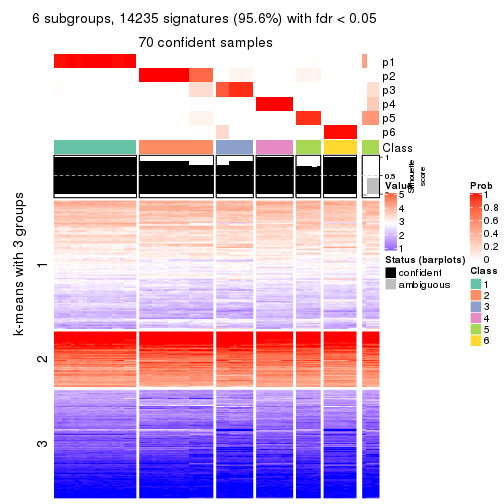 6 subgroups, 14235 signatures (95.6%) with fdr < 0.05
70 confident samples
p1
p2
p3
p4
p5
p6
Class
1
0.5
0
Silhouette
score
k-means with 3 groups
1
2
3
Value
5
4
3
2
1
Status (barplots)
confident
ambiguous
Prob
1
0.8
0.6
0.4
0.2
0
Class
1
2
3
4
5
6